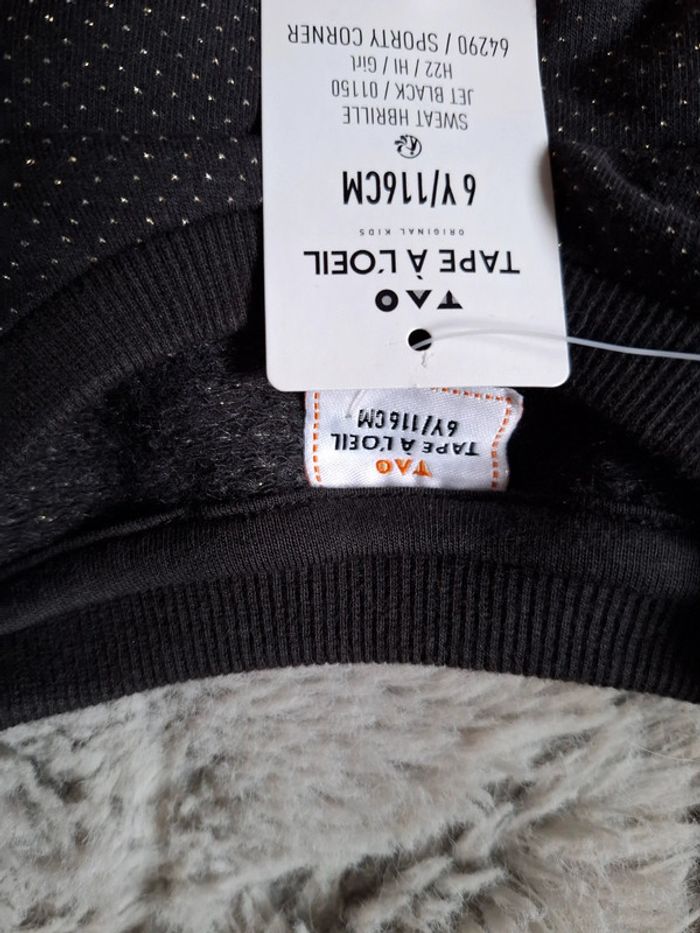 TAO
TAPE À L'OEIL
ORIGINAL KIDS
6Y/116CM
SWEAT HBRILLE
JET BLACK / 01150
H22 / HI / Girl
64290 / SPORTY CORNER
TAO
TAPE À L'OEIL
6Y/116CM